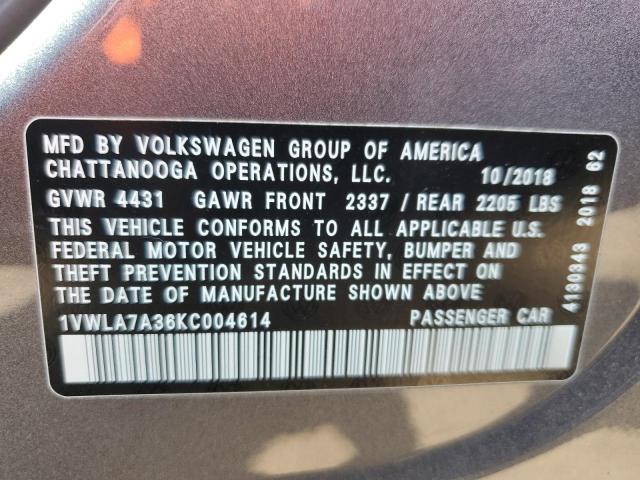 MFD BY VOLKSWAGEN GROUP OF AMERICA
CHATTANOOGA OPERATIONS, LLC. 10/2018
GVWR 4431 GAWR FRONT 2337 / REAR 2205 LBS
THIS VEHICLE CONFORMS TO ALL APPLICABLE U.S.
FEDERAL MOTOR VEHICLE SAFETY, BUMPER AND
THEFT PREVENTION STANDARDS IN EFFECT ON
THE DATE OF MANUFACTURE SHOWN ABOVE
1VWLA7A36KC004614 PASSENGER CAR
4130343 2018 62